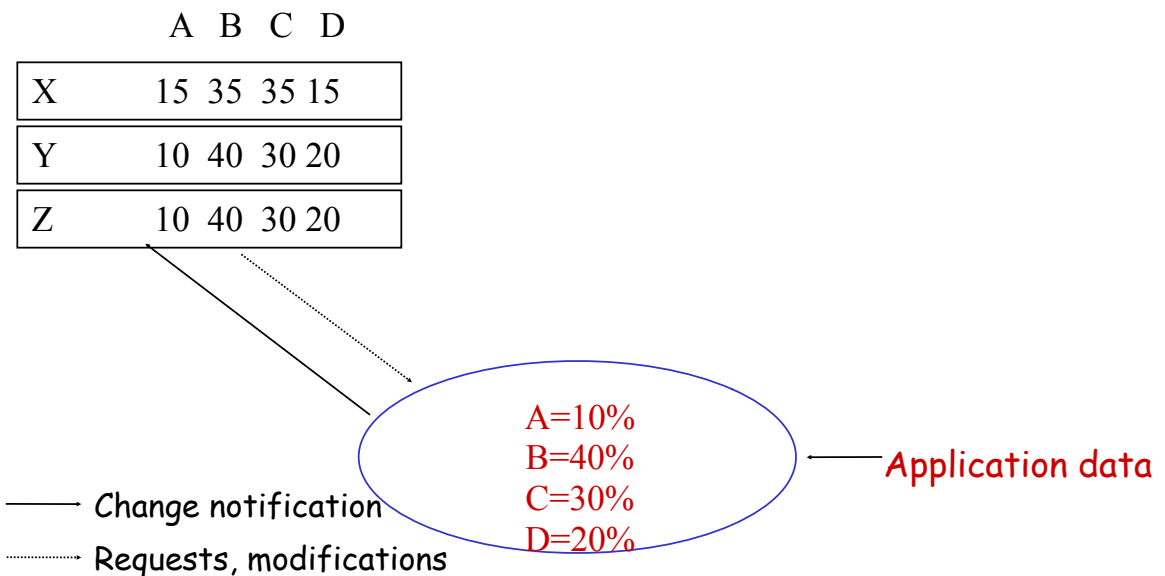 A B C D
X 15 35 35 15
Y 10 40 30 20
Z 10 40 30 20
A=10%
B=40%
C=30%
D=20%
Application data
Change notification
Requests, modifications